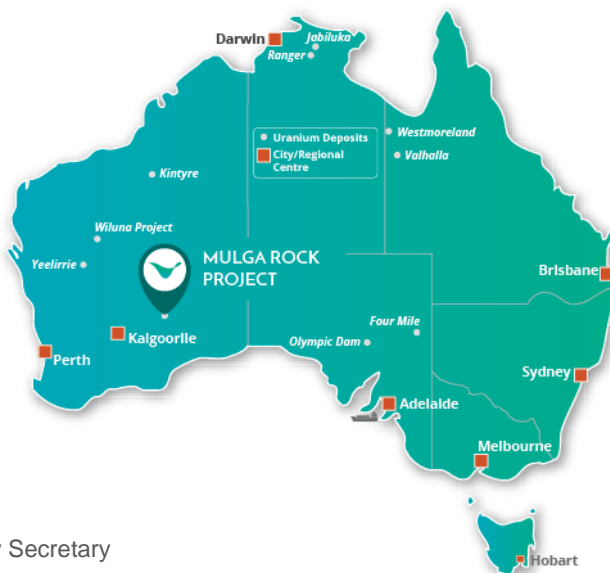 Darwin
Jabiluka
Ranger
Uranium Deposits
City/Regional
Centre
Westmoreland
Valhalla
Kintyre
Wiluna Project
Yeelirrie
MULGA ROCK
PROJECT
Brisbane
Four Mile
Olympic Dam
Kalgoorlie
Perth
Sydney
Adelaide
Melbourne
Secretary
Hobart